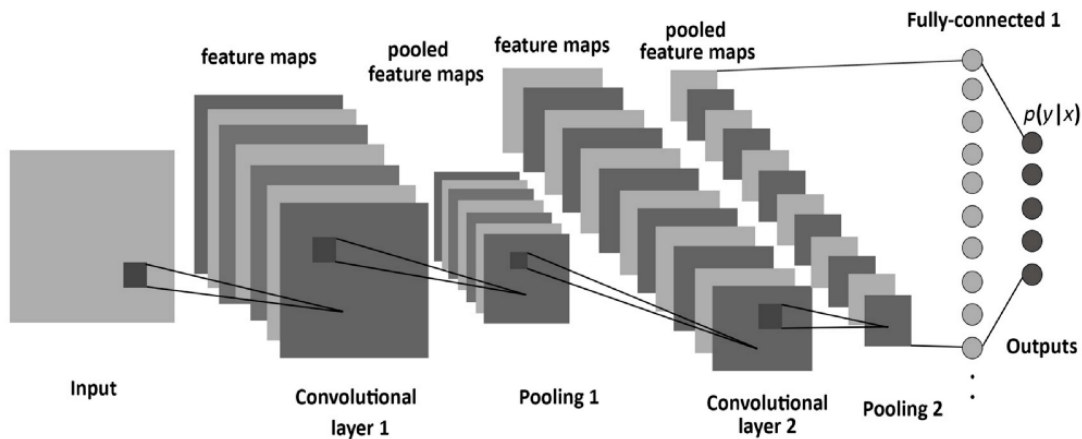 feature maps
pooled
feature maps
feature maps
pooled
feature maps
Fully-connected 1
p(y|x)
Input
Convolutional
layer 1
Pooling 1
Convolutional
layer 2
Pooling 2
Outputs